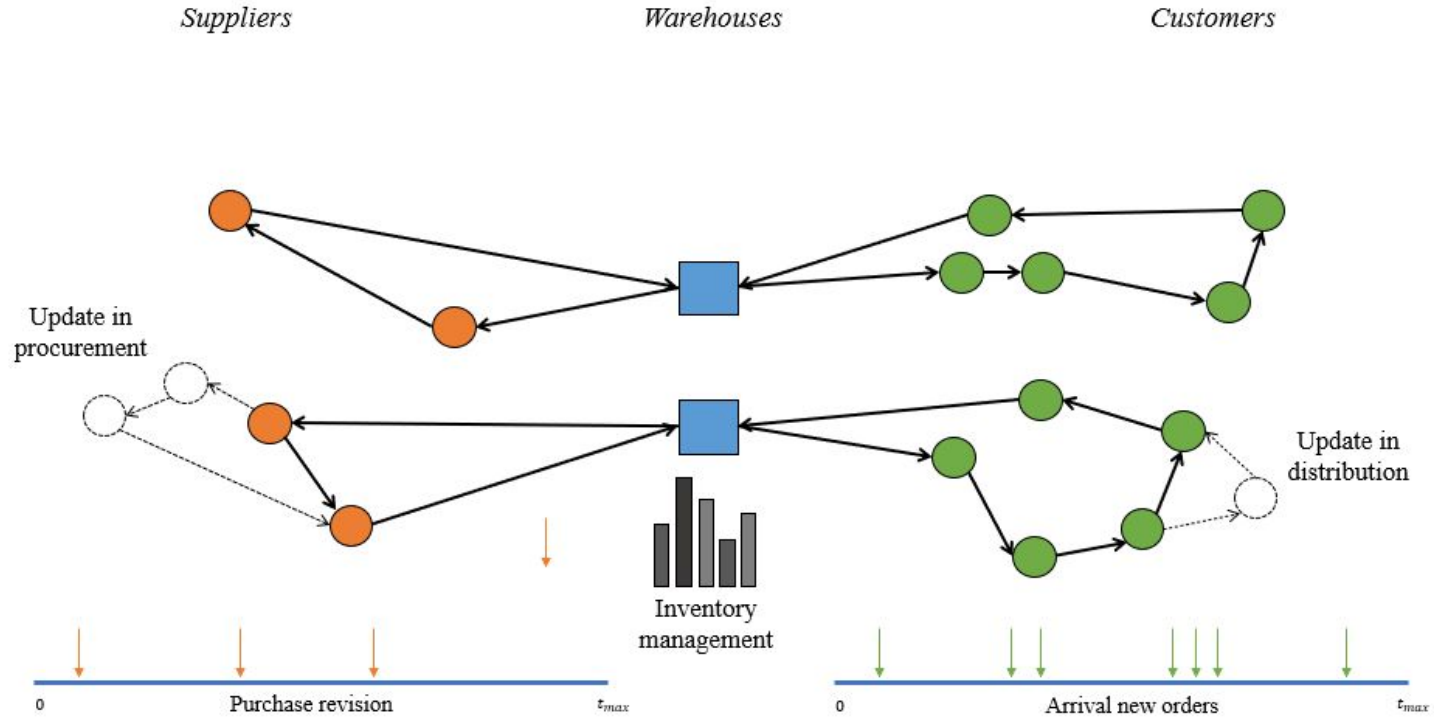 Suppliers
Warehouses
Customers
Update in
procurement
Update in
distribution
Inventory
management
0
Purchase revision
t_max
0
Arrival new orders
t_max